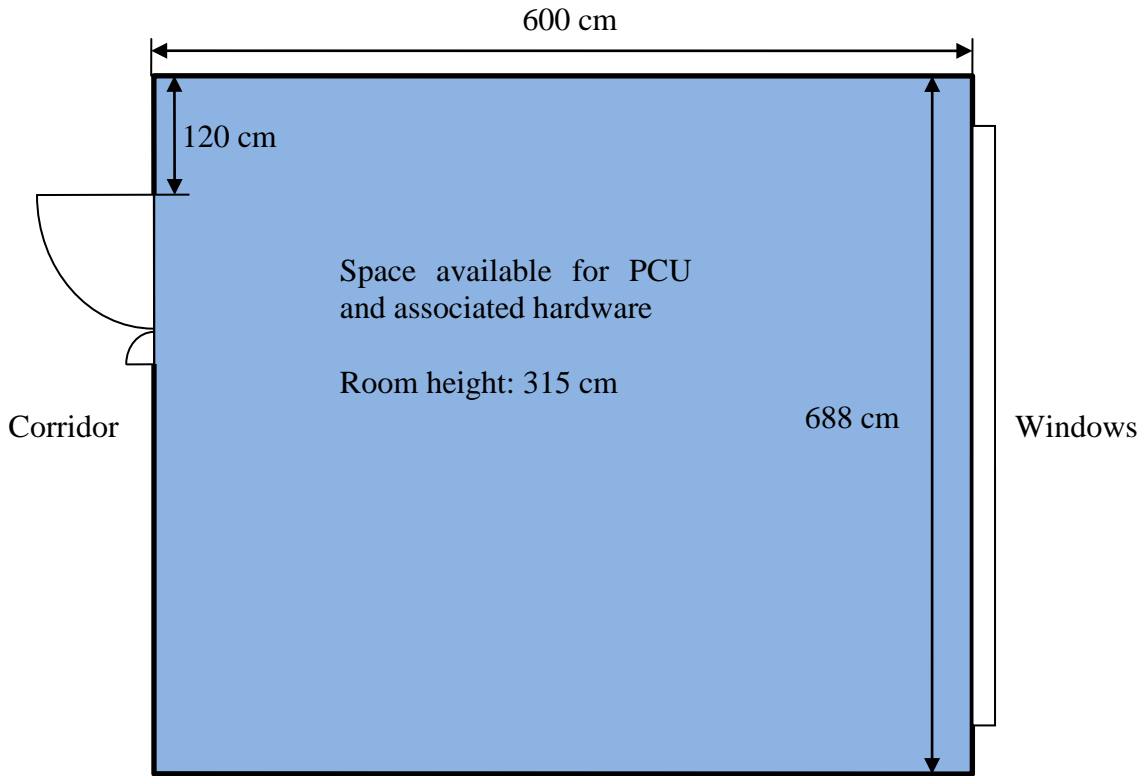 600 cm
120 cm
Space available for PCU
and associated hardware
Room height: 315 cm
Corridor
688 cm
Windows